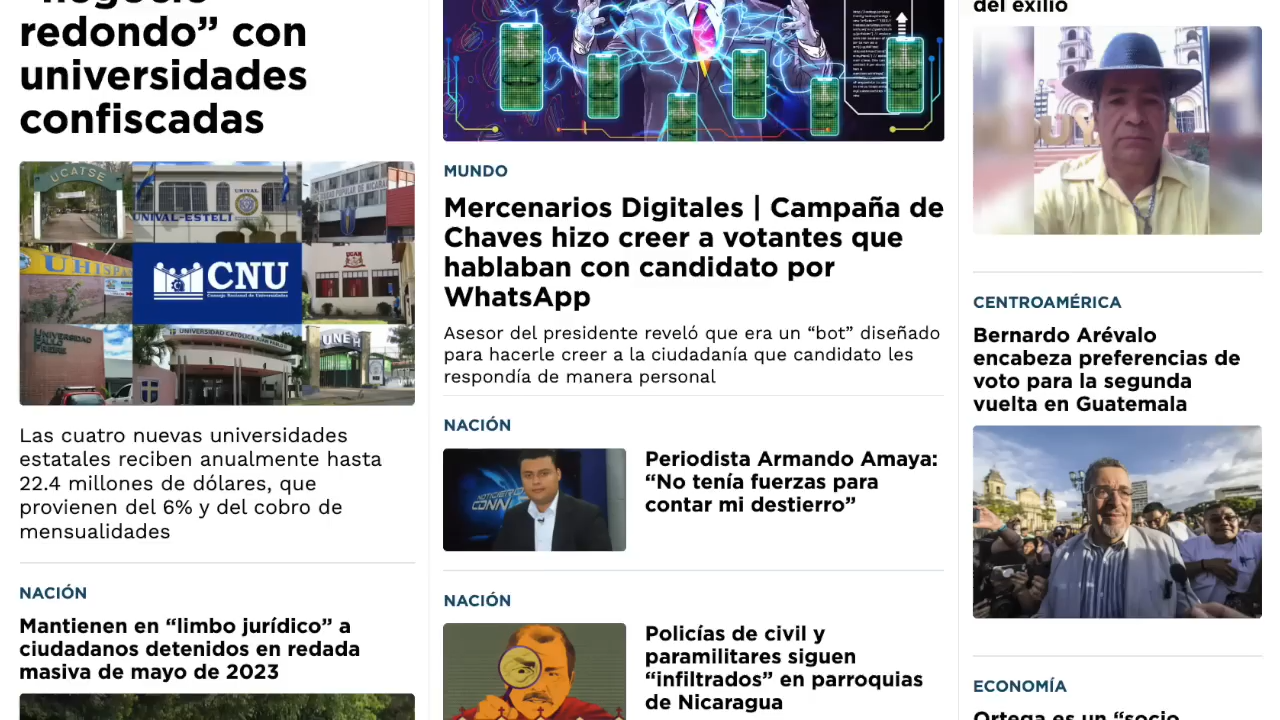 redondo” con
universidades
confiscadas
UCATSE
UNIVAL
UNIVAL-ESTELI
CNU
Consejo Nacional de Universidades
UNEH
Las cuatro nuevas universidades
estatales reciben anualmente hasta
22.4 millones de dólares, que
provienen del 6% y del cobro de
mensualidades
NACIÓN
Mantienen en “limbo jurídico” a
ciudadanos detenidos en redada
masiva de mayo de 2023
MUNDO
Mercenarios Digitales | Campaña de
Chaves hizo creer a votantes que
hablaban con candidato por
WhatsApp
Asesor del presidente reveló que era un “bot” diseñado
para hacerle creer a la ciudadanía que candidato les
respondía de manera personal
NACIÓN
Periodista Armando Amaya:
“No tenía fuerzas para
contar mi destierro”
NACIÓN
Policías de civil y
paramilitares siguen
“infiltrados” en parroquias
de Nicaragua
del exilio
CENTROAMÉRICA
Bernardo Arévalo
encabeza preferencias de
voto para la segunda
vuelta en Guatemala
ECONOMÍA
Ortega es un “socio